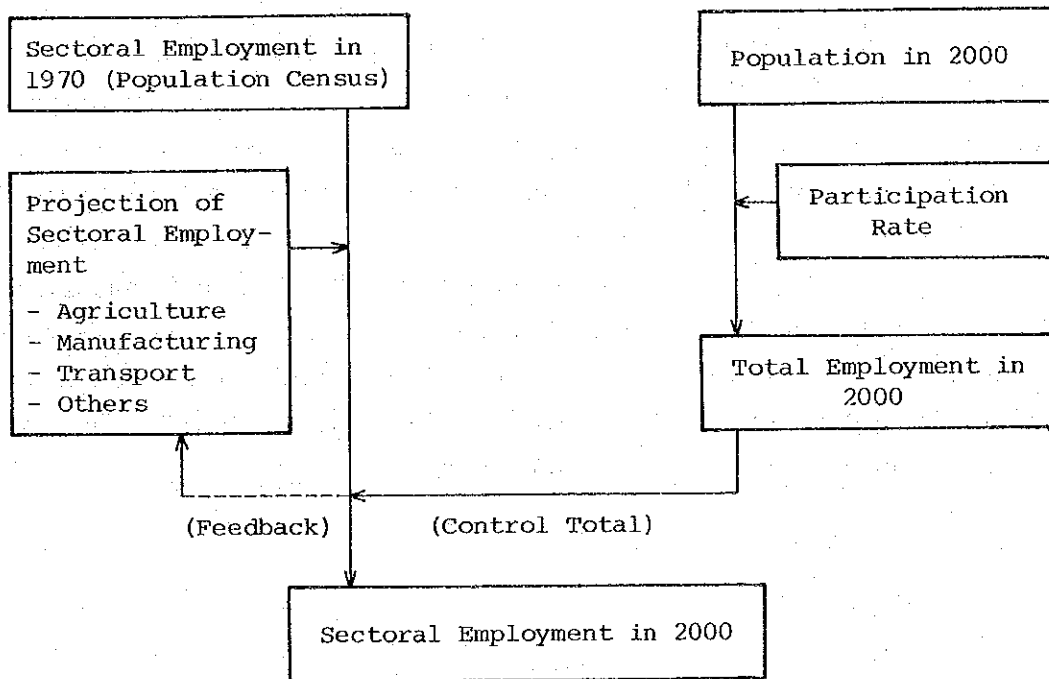 Sectoral Employment in
1970 (Population Census)
Population in 2000
Projection of
Sectoral Employ-
ment
- Agriculture
- Manufacturing
- Transport
- Others
Participation
Rate
Total Employment in
2000
(Feedback)
(Control Total)
Sectoral Employment in 2000